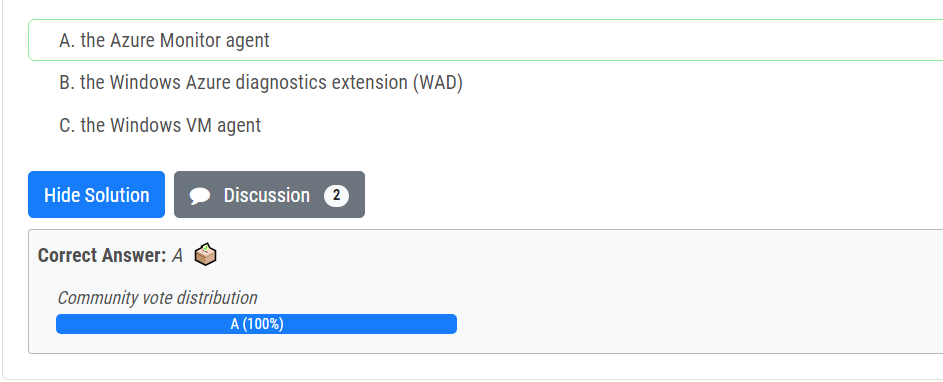 A. the Azure Monitor agent
B. the Windows Azure diagnostics extension (WAD)
C. the Windows VM agent
Hide Solution Discussion 2
Correct Answer: A
Community vote distribution
A (100%)